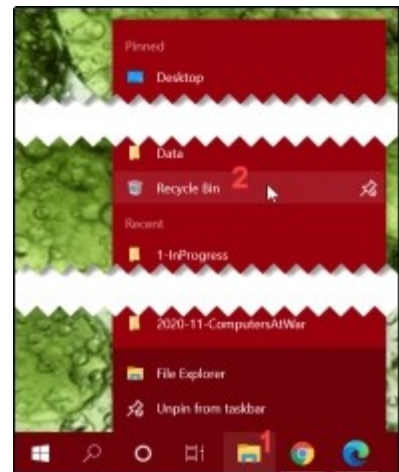 Pinned
Desktop
Data
Recycle Bin 2
Recent
1-InProgress
2020-11-ComputersAtWar
File Explorer
Unpin from taskbar
1